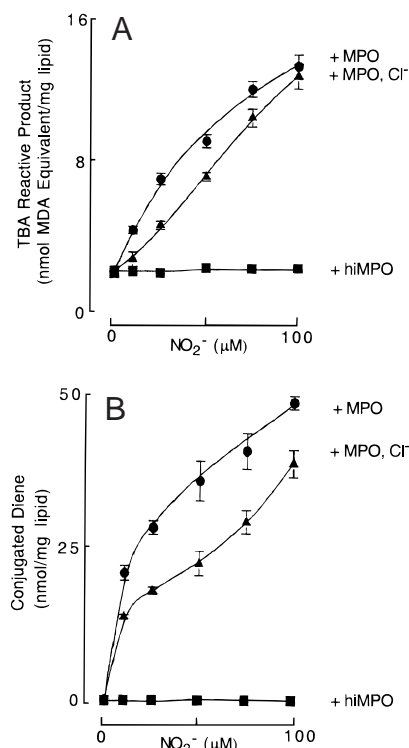 A
16
8
0
TBA Reactive Product
(nmol MDA Equivalent/mg lipid)
+ MPO
+ MPO, Cl⁻
+ hiMPO
0
100
NO₂⁻ (μM)
B
50
25
0
Conjugated Diene
(nmol/mg lipid)
+ MPO
+ MPO, Cl⁻
+ hiMPO
0
100
NO₂⁻ (μM)